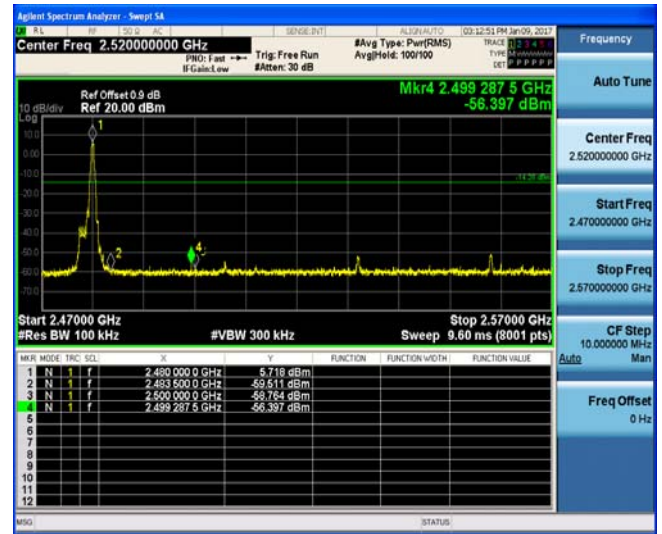 Agilent Spectrum Analyzer - Swept SA
RL RF 50 Ω AC SENSE:INT ALIGNAUTO 03:12:51 PM Jan 09, 2017
Center Freq 2.520000000 GHz
PNO: Fast
IFGain:Low
Trig: Free Run
#Atten: 30 dB
#Avg Type: Pwr(RMS)
Avg|Hold: 100/100
TRACE 1 2 3 4 5 6
TYPE
DET P P P P P P
Frequency
Auto Tune
Center Freq
2.520000000 GHz
Start Freq
2.470000000 GHz
Stop Freq
2.570000000 GHz
CF Step
10.000000 MHz
Auto Man
Freq Offset
0 Hz
Mkr4 2.499 287 5 GHz
-56.397 dBm
Ref Offset 0.9 dB
Ref 20.00 dBm
10 dB/div
Log
10.0
0.00
-10.0
-20.0
-30.0
-40.0
-50.0
-60.0
-70.0
1
2
4
Start 2.47000 GHz
Stop 2.57000 GHz
#Res BW 100 kHz #VBW 300 kHz Sweep 9.60 ms (8001 pts)
MKR MODE TRC SCL X Y FUNCTION FUNCTION WIDTH FUNCTION VALUE
1 N 1 f 2.480 000 0 GHz 5.718 dBm
2 N 1 f 2.483 500 0 GHz -59.511 dBm
3 N 1 f 2.500 000 0 GHz -58.764 dBm
4 N 1 f 2.499 287 5 GHz -56.397 dBm
5
6
7
8
9
10
11
12
MSG STATUS